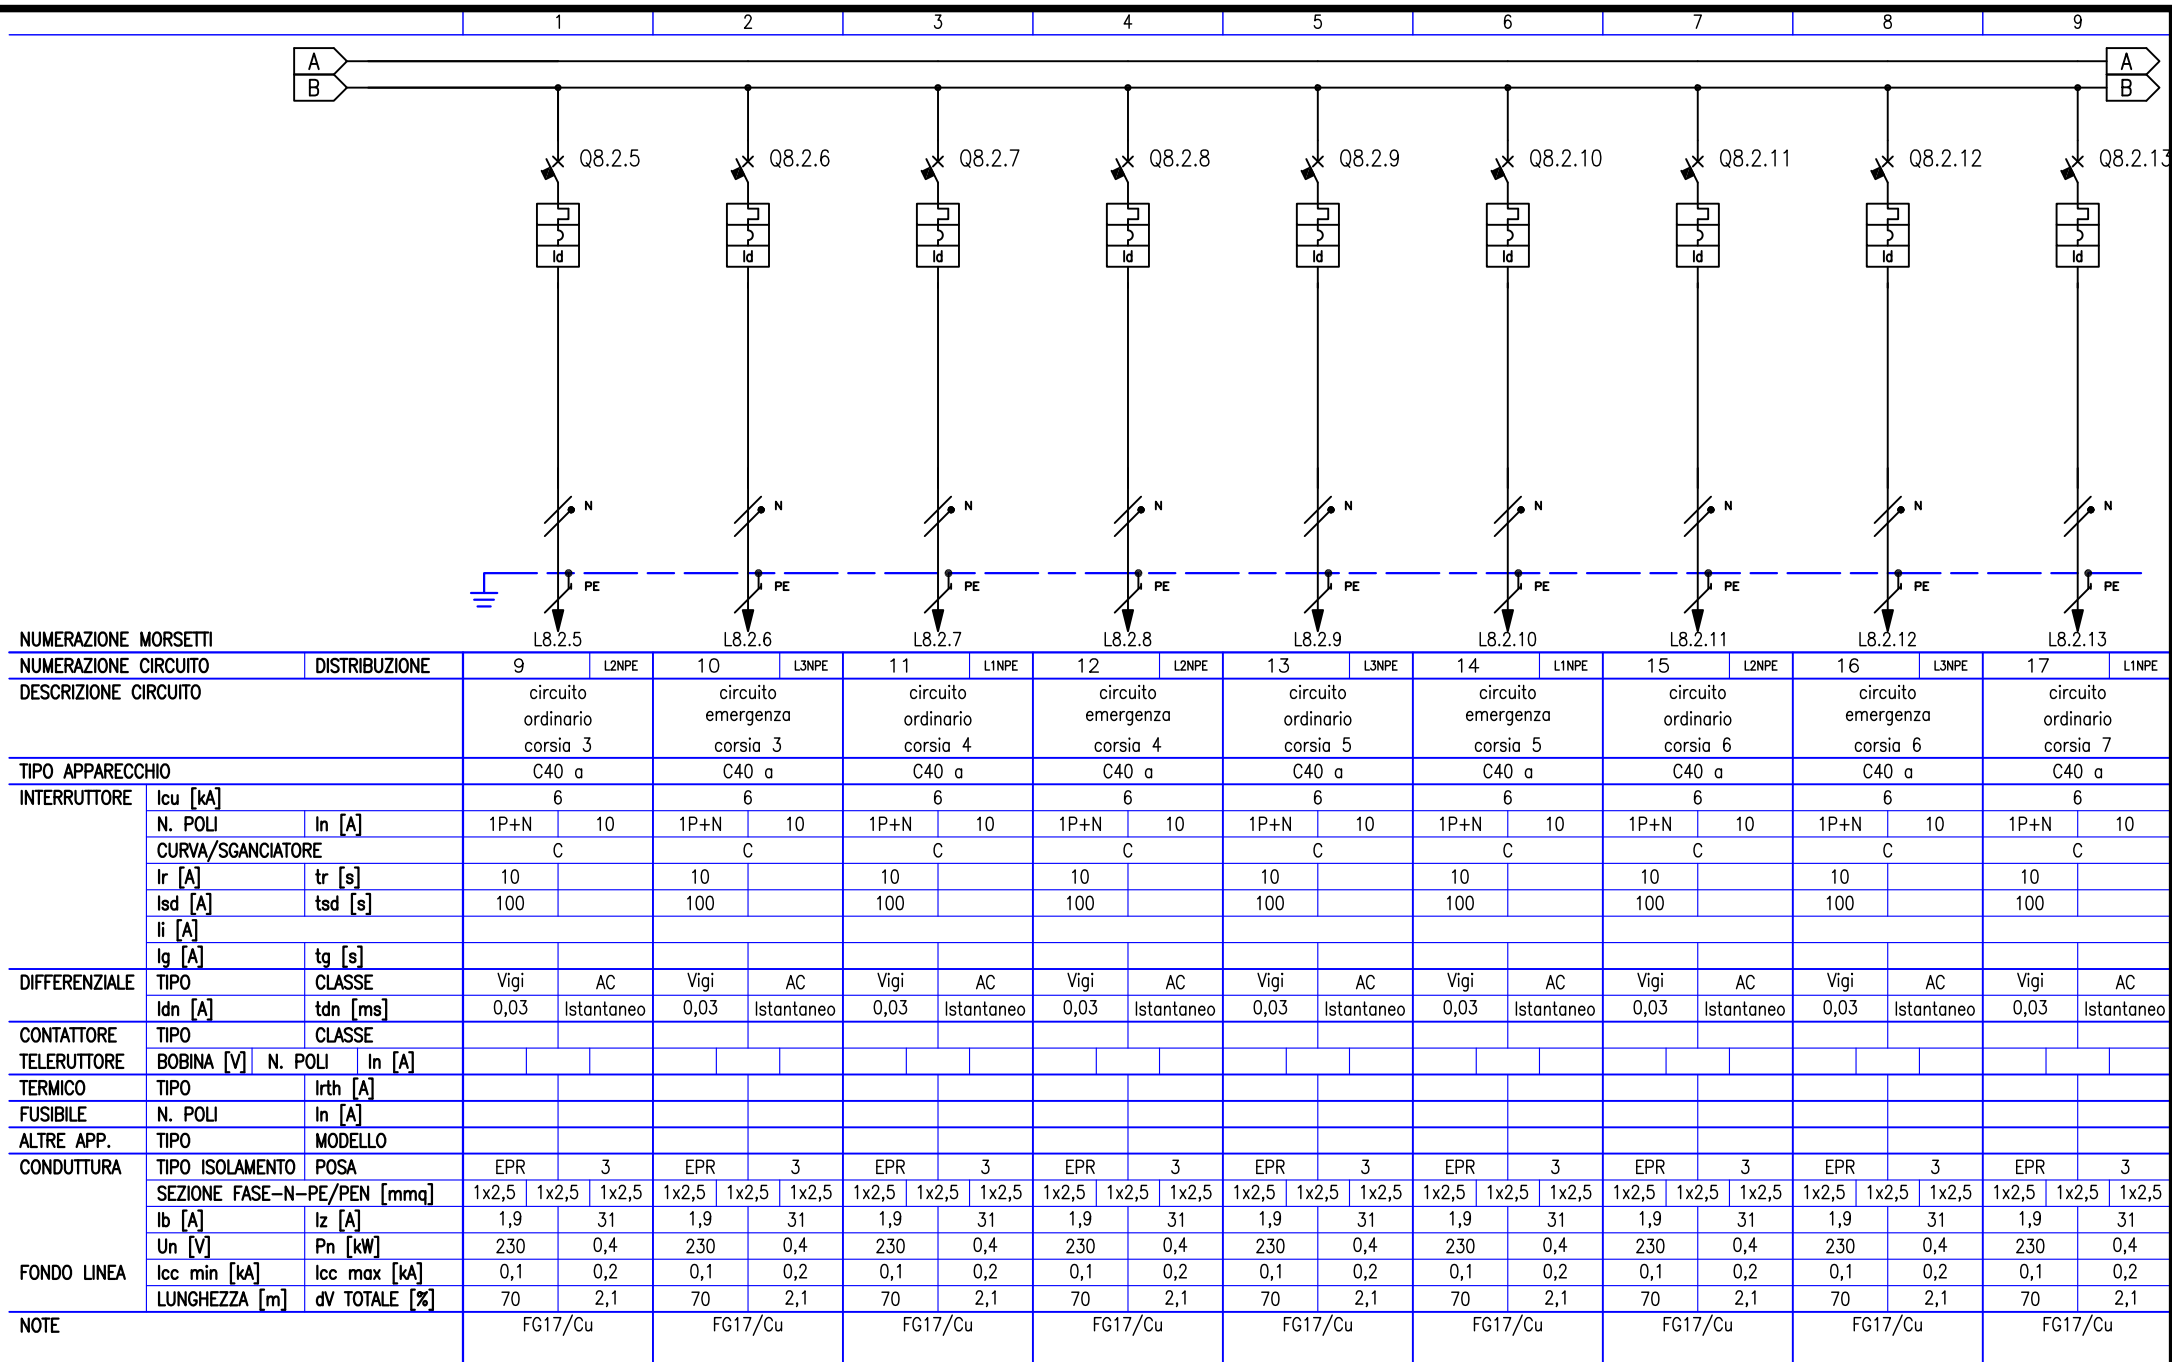 1 2 3 4 5 6 7 8 9
A A
B B
Q8.2.5 Q8.2.6 Q8.2.7 Q8.2.8 Q8.2.9 Q8.2.10 Q8.2.11 Q8.2.12 Q8.2.13
Id Id Id Id Id Id Id Id Id
N N N N N N N N N
PE PE PE PE PE PE PE PE PE
NUMERAZIONE MORSETTI L8.2.5 L8.2.6 L8.2.7 L8.2.8 L8.2.9 L8.2.10 L8.2.11 L8.2.12 L8.2.13
NUMERAZIONE CIRCUITO DISTRIBUZIONE 9 L2NPE 10 L3NPE 11 L1NPE 12 L2NPE 13 L3NPE 14 L1NPE 15 L2NPE 16 L3NPE 17 L1NPE
DESCRIZIONE CIRCUITO circuito circuito circuito circuito circuito circuito circuito circuito circuito
ordinario emergenza ordinario emergenza ordinario emergenza ordinario emergenza ordinario
corsia 3 corsia 3 corsia 4 corsia 4 corsia 5 corsia 5 corsia 6 corsia 6 corsia 7
TIPO APPARECCHIO C40 a C40 a C40 a C40 a C40 a C40 a C40 a C40 a C40 a
INTERRUTTORE Icu [kA] 6 6 6 6 6 6 6 6 6
N. POLI In [A] 1P+N 10 1P+N 10 1P+N 10 1P+N 10 1P+N 10 1P+N 10 1P+N 10 1P+N 10 1P+N 10
CURVA/SGANCIATORE C C C C C C C C C
Ir [A] tr [s] 10 10 10 10 10 10 10 10 10
Isd [A] tsd [s] 100 100 100 100 100 100 100 100 100
Ii [A]
Ig [A] tg [s]
DIFFERENZIALE TIPO CLASSE Vigi AC Vigi AC Vigi AC Vigi AC Vigi AC Vigi AC Vigi AC Vigi AC Vigi AC
Idn [A] tdn [ms] 0,03 Istantaneo 0,03 Istantaneo 0,03 Istantaneo 0,03 Istantaneo 0,03 Istantaneo 0,03 Istantaneo 0,03 Istantaneo 0,03 Istantaneo 0,03 Istantaneo
CONTATTORE TIPO CLASSE
TELERUTTORE BOBINA [V] N. POLI In [A]
TERMICO TIPO Irth [A]
FUSIBILE N. POLI In [A]
ALTRE APP. TIPO MODELLO
CONDUTTURA TIPO ISOLAMENTO POSA EPR 3 EPR 3 EPR 3 EPR 3 EPR 3 EPR 3 EPR 3 EPR 3 EPR 3
SEZIONE FASE-N-PE/PEN [mmq] 1x2,5 1x2,5 1x2,5 1x2,5 1x2,5 1x2,5 1x2,5 1x2,5 1x2,5 1x2,5 1x2,5 1x2,5 1x2,5 1x2,5 1x2,5 1x2,5 1x2,5 1x2,5 1x2,5 1x2,5 1x2,5 1x2,5 1x2,5 1x2,5 1x2,5 1x2,5 1x2,5
Ib [A] Iz [A] 1,9 31 1,9 31 1,9 31 1,9 31 1,9 31 1,9 31 1,9 31 1,9 31 1,9 31
Un [V] Pn [kW] 230 0,4 230 0,4 230 0,4 230 0,4 230 0,4 230 0,4 230 0,4 230 0,4 230 0,4
FONDO LINEA Icc min [kA] Icc max [kA] 0,1 0,2 0,1 0,2 0,1 0,2 0,1 0,2 0,1 0,2 0,1 0,2 0,1 0,2 0,1 0,2 0,1 0,2
LUNGHEZZA [m] dV TOTALE [%] 70 2,1 70 2,1 70 2,1 70 2,1 70 2,1 70 2,1 70 2,1 70 2,1 70 2,1
NOTE FG17/Cu FG17/Cu FG17/Cu FG17/Cu FG17/Cu FG17/Cu FG17/Cu FG17/Cu FG17/Cu